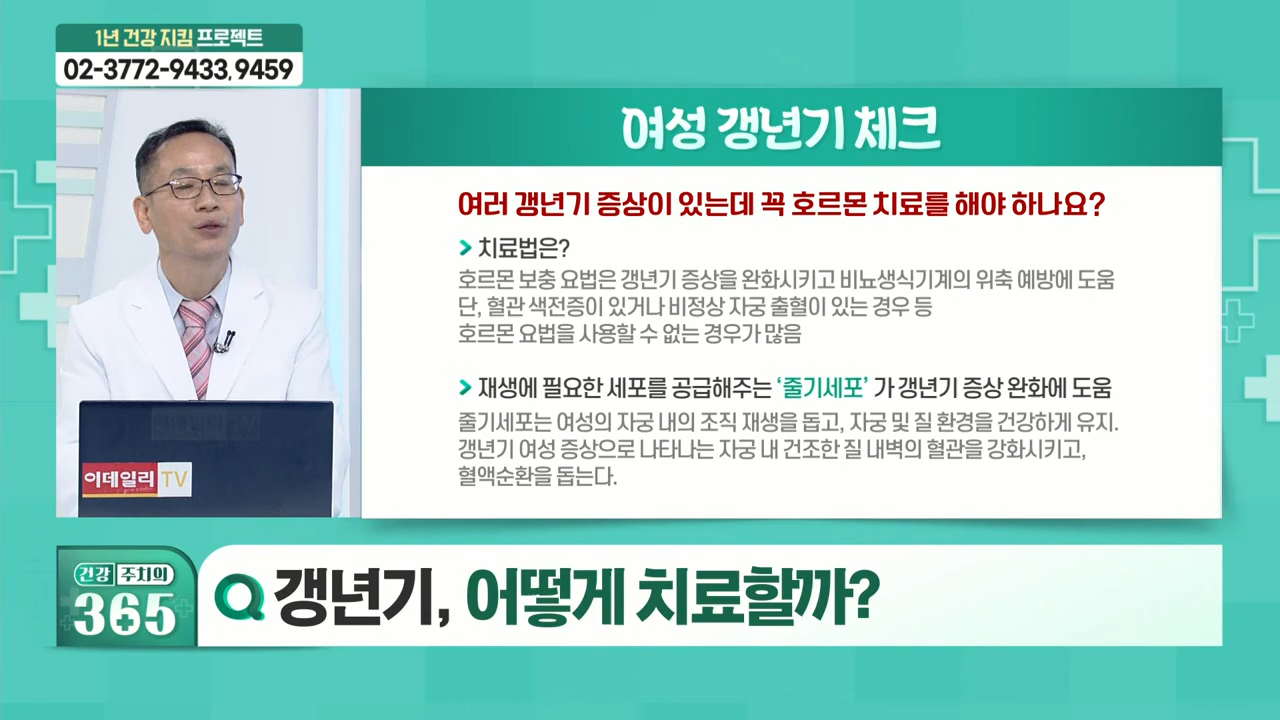 1년 건강 지킴 프로젝트
02-3772-9433, 9459
여성 갱년기 체크
여러 갱년기 증상이 있는데 꼭 호르몬 치료를 해야 하나요?
> 치료법은?
호르몬 보충 요법은 갱년기 증상을 완화시키고 비뇨생식기계의 위축 예방에 도움
단, 혈관 색전증이 있거나 비정상 자궁 출혈이 있는 경우 등
호르몬 요법을 사용할 수 없는 경우가 많음
> 재생에 필요한 세포를 공급해주는 ‘줄기세포’ 가 갱년기 증상 완화에 도움
줄기세포는 여성의 자궁 내의 조직 재생을 돕고, 자궁 및 질 환경을 건강하게 유지.
갱년기 여성 증상으로 나타나는 자궁 내 건조한 질 내벽의 혈관을 강화시키고,
혈액순환을 돕는다.
이데일리 TV
건강 주치의
365
Q 갱년기, 어떻게 치료할까?